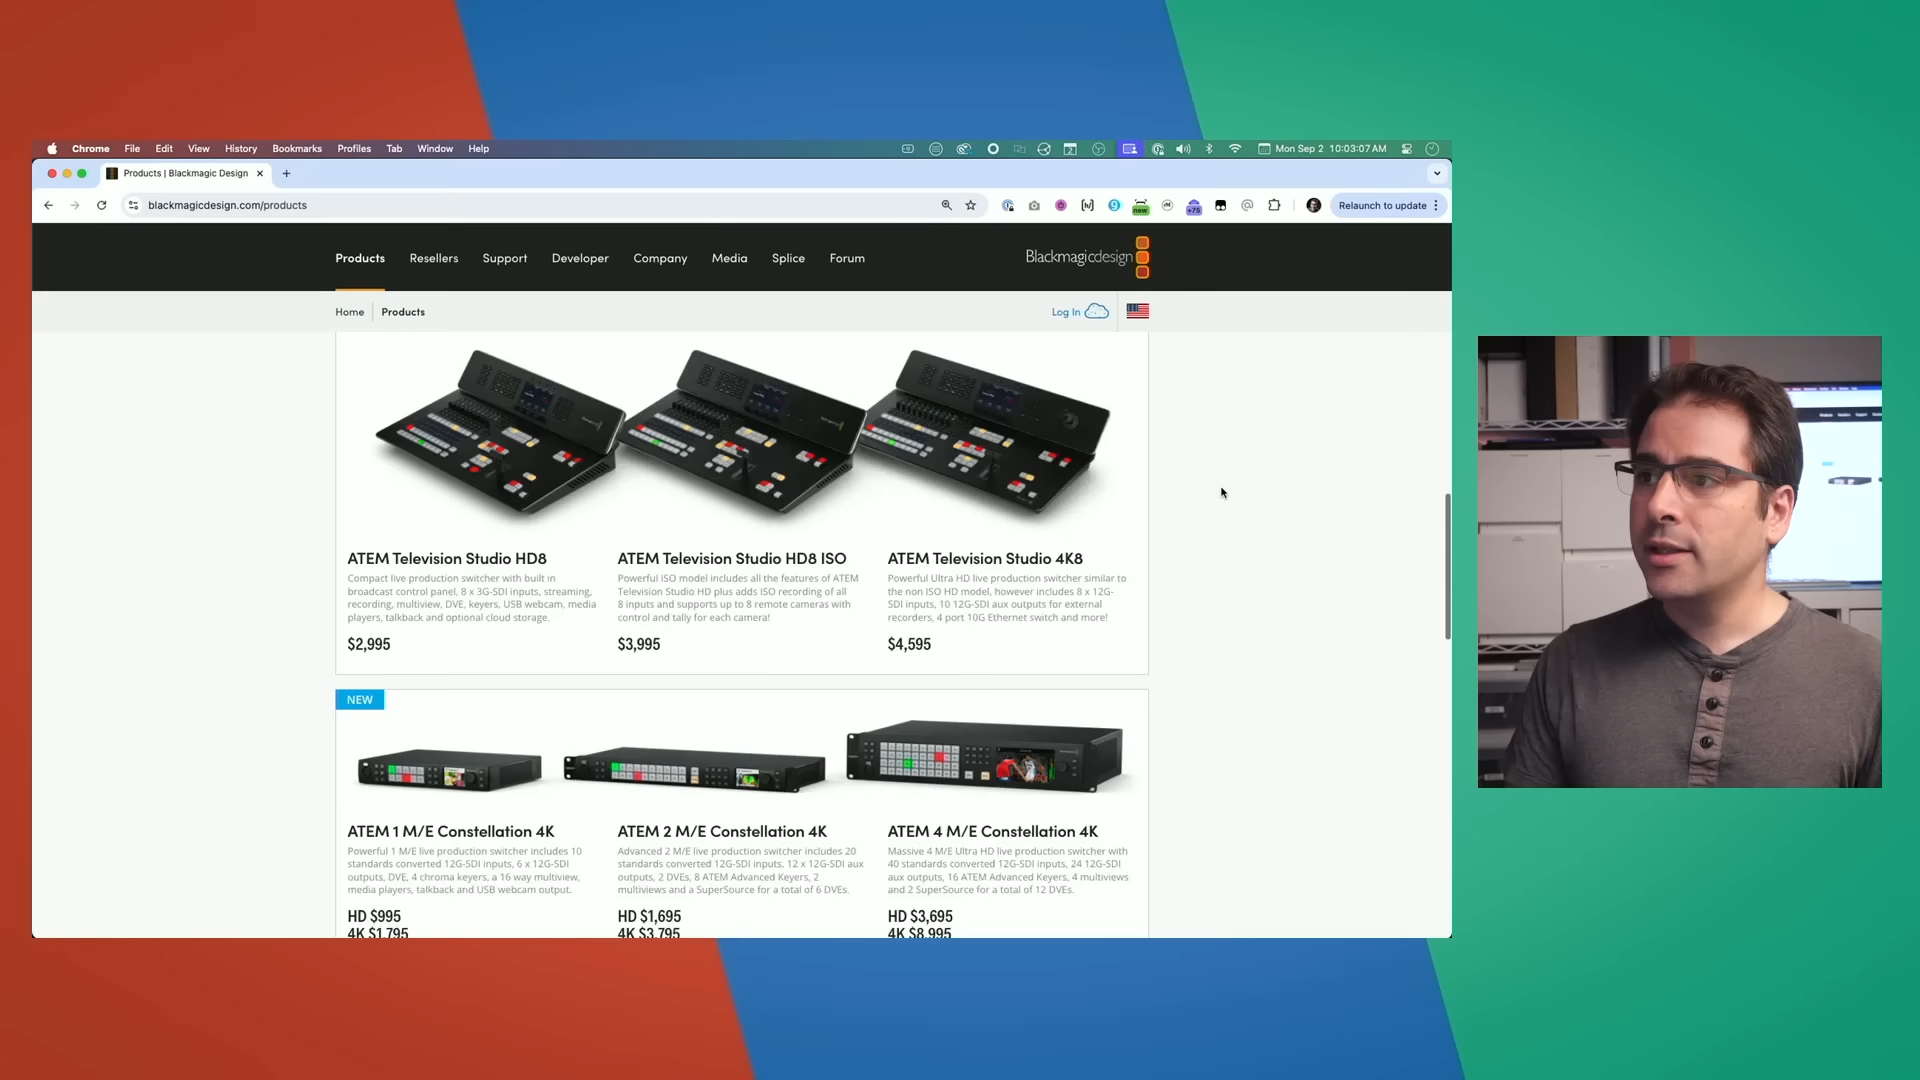 Chrome File Edit View History Bookmarks Profiles Tab Window Help
Mon Sep 2 10:03:07 AM
Products | Blackmagic Design
blackmagicdesign.com/products
new
+75
Relaunch to update
Products Resellers Support Developer Company Media Splice Forum
Blackmagicdesign
Home Products
Log In
ATEM Television Studio HD8
Compact live production switcher with built in
broadcast control panel, 8 x 3G-SDI inputs, streaming,
recording, multiview, DVE, keyers, USB webcam, media
players, talkback and optional cloud storage.
$2,995
ATEM Television Studio HD8 ISO
Powerful ISO model includes all the features of ATEM
Television Studio HD plus adds ISO recording of all
8 inputs and supports up to 8 remote cameras with
control and tally for each camera!
$3,995
ATEM Television Studio 4K8
Powerful Ultra HD live production switcher similar to
the non ISO HD model, however includes 8 x 12G-
SDI inputs, 10 12G-SDI aux outputs for external
recorders, 4 port 10G Ethernet switch and more!
$4,595
NEW
ATEM 1 M/E Constellation 4K
Powerful 1 M/E live production switcher includes 10
standards converted 12G-SDI inputs, 6 x 12G-SDI
outputs, DVE, 4 chroma keyers, a 16 way multiview,
media players, talkback and USB webcam output.
HD $995
4K $1,795
ATEM 2 M/E Constellation 4K
Advanced 2 M/E live production switcher includes 20
standards converted 12G-SDI inputs, 12 x 12G-SDI aux
outputs, 2 DVEs, 8 ATEM Advanced Keyers, 2
multiviews and a SuperSource for a total of 6 DVEs.
HD $1,695
4K $3,795
ATEM 4 M/E Constellation 4K
Massive 4 M/E Ultra HD live production switcher with
40 standards converted 12G-SDI inputs, 24 12G-SDI
aux outputs, 16 ATEM Advanced Keyers, 4 multiviews
and 2 SuperSource for a total of 12 DVEs.
HD $3,695
4K $8,995